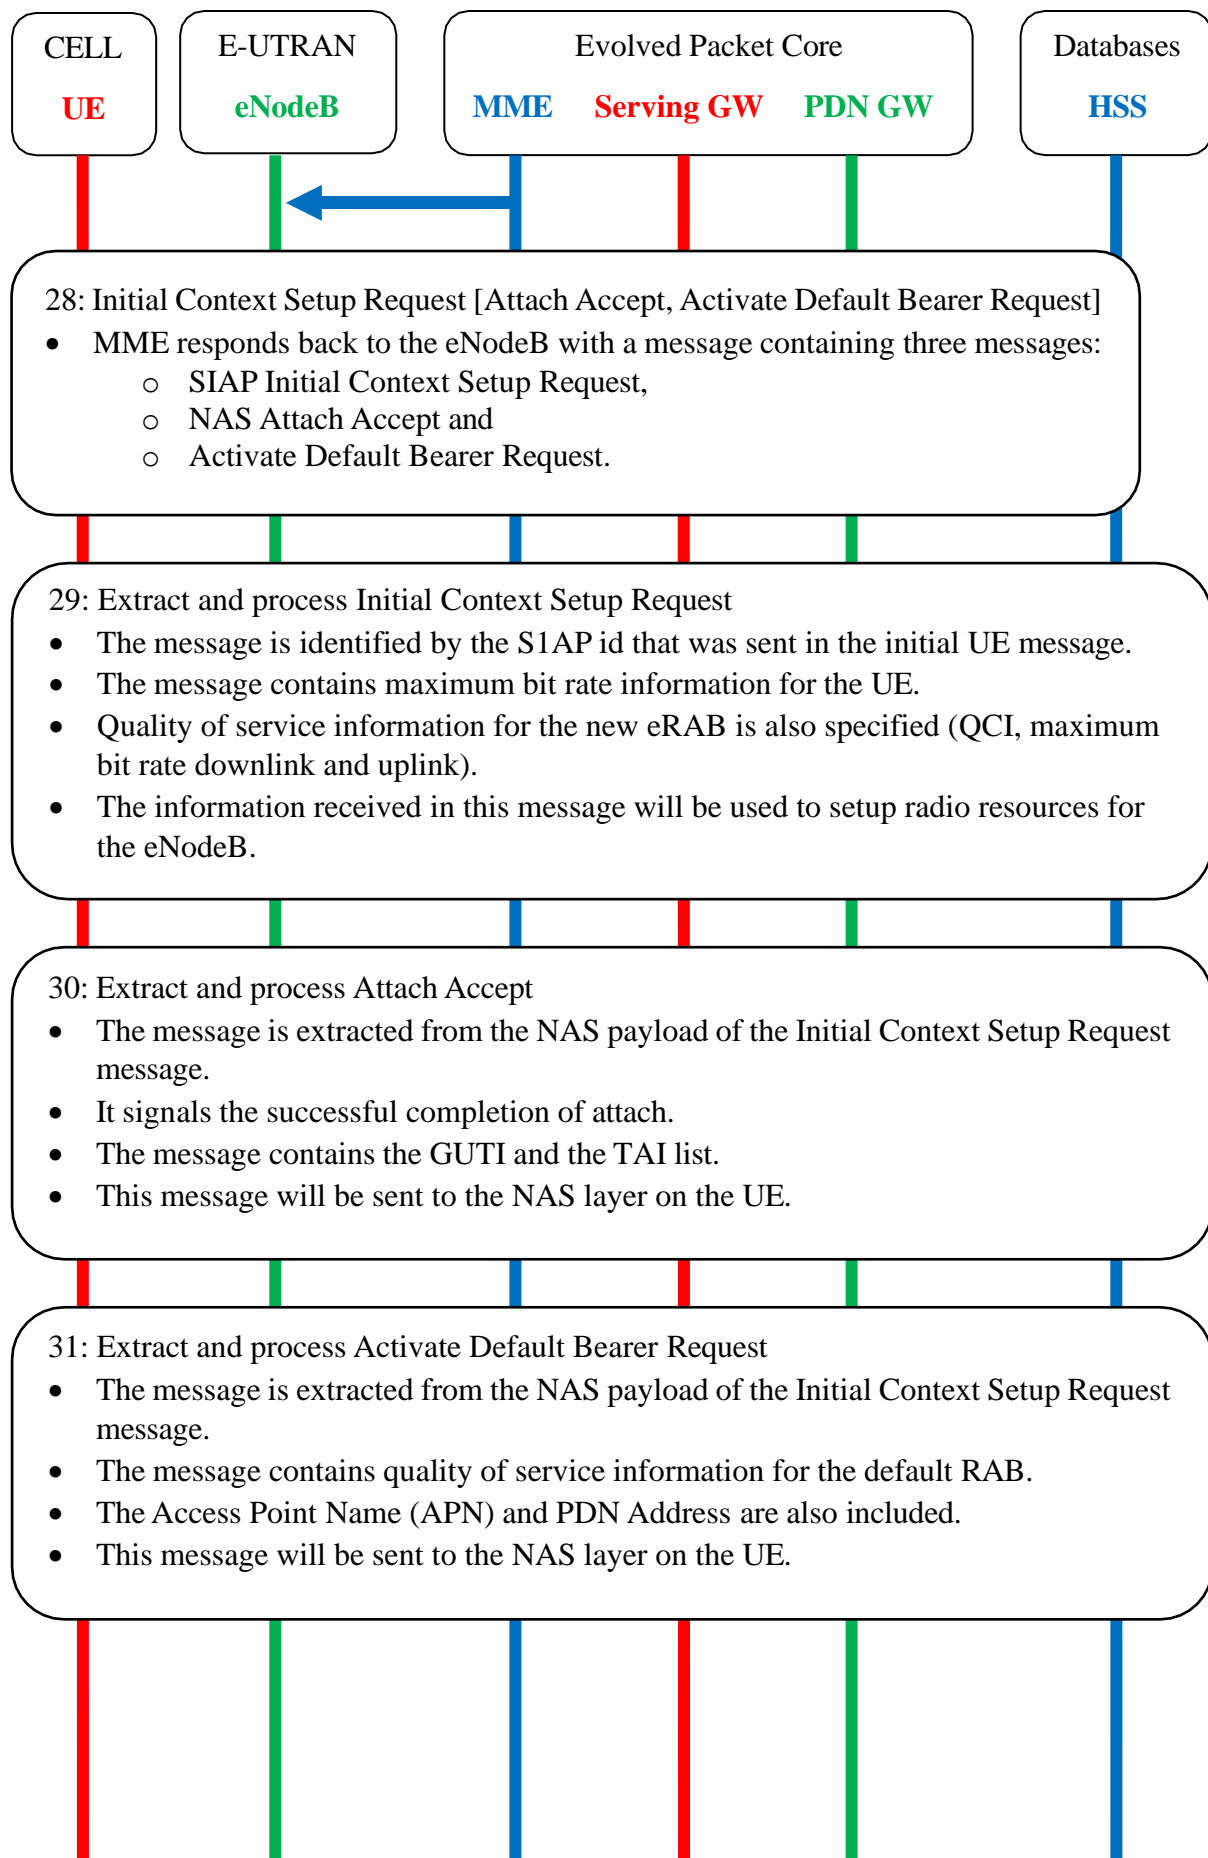 CELL
UE
E-UTRAN
eNodeB
Evolved Packet Core
MME Serving GW PDN GW
Databases
HSS
28: Initial Context Setup Request [Attach Accept, Activate Default Bearer Request]
• MME responds back to the eNodeB with a message containing three messages:
o SIAP Initial Context Setup Request,
o NAS Attach Accept and
o Activate Default Bearer Request.
29: Extract and process Initial Context Setup Request
• The message is identified by the S1AP id that was sent in the initial UE message.
• The message contains maximum bit rate information for the UE.
• Quality of service information for the new eRAB is also specified (QCI, maximum
bit rate downlink and uplink).
• The information received in this message will be used to setup radio resources for
the eNodeB.
30: Extract and process Attach Accept
• The message is extracted from the NAS payload of the Initial Context Setup Request
message.
• It signals the successful completion of attach.
• The message contains the GUTI and the TAI list.
• This message will be sent to the NAS layer on the UE.
31: Extract and process Activate Default Bearer Request
• The message is extracted from the NAS payload of the Initial Context Setup Request
message.
• The message contains quality of service information for the default RAB.
• The Access Point Name (APN) and PDN Address are also included.
• This message will be sent to the NAS layer on the UE.